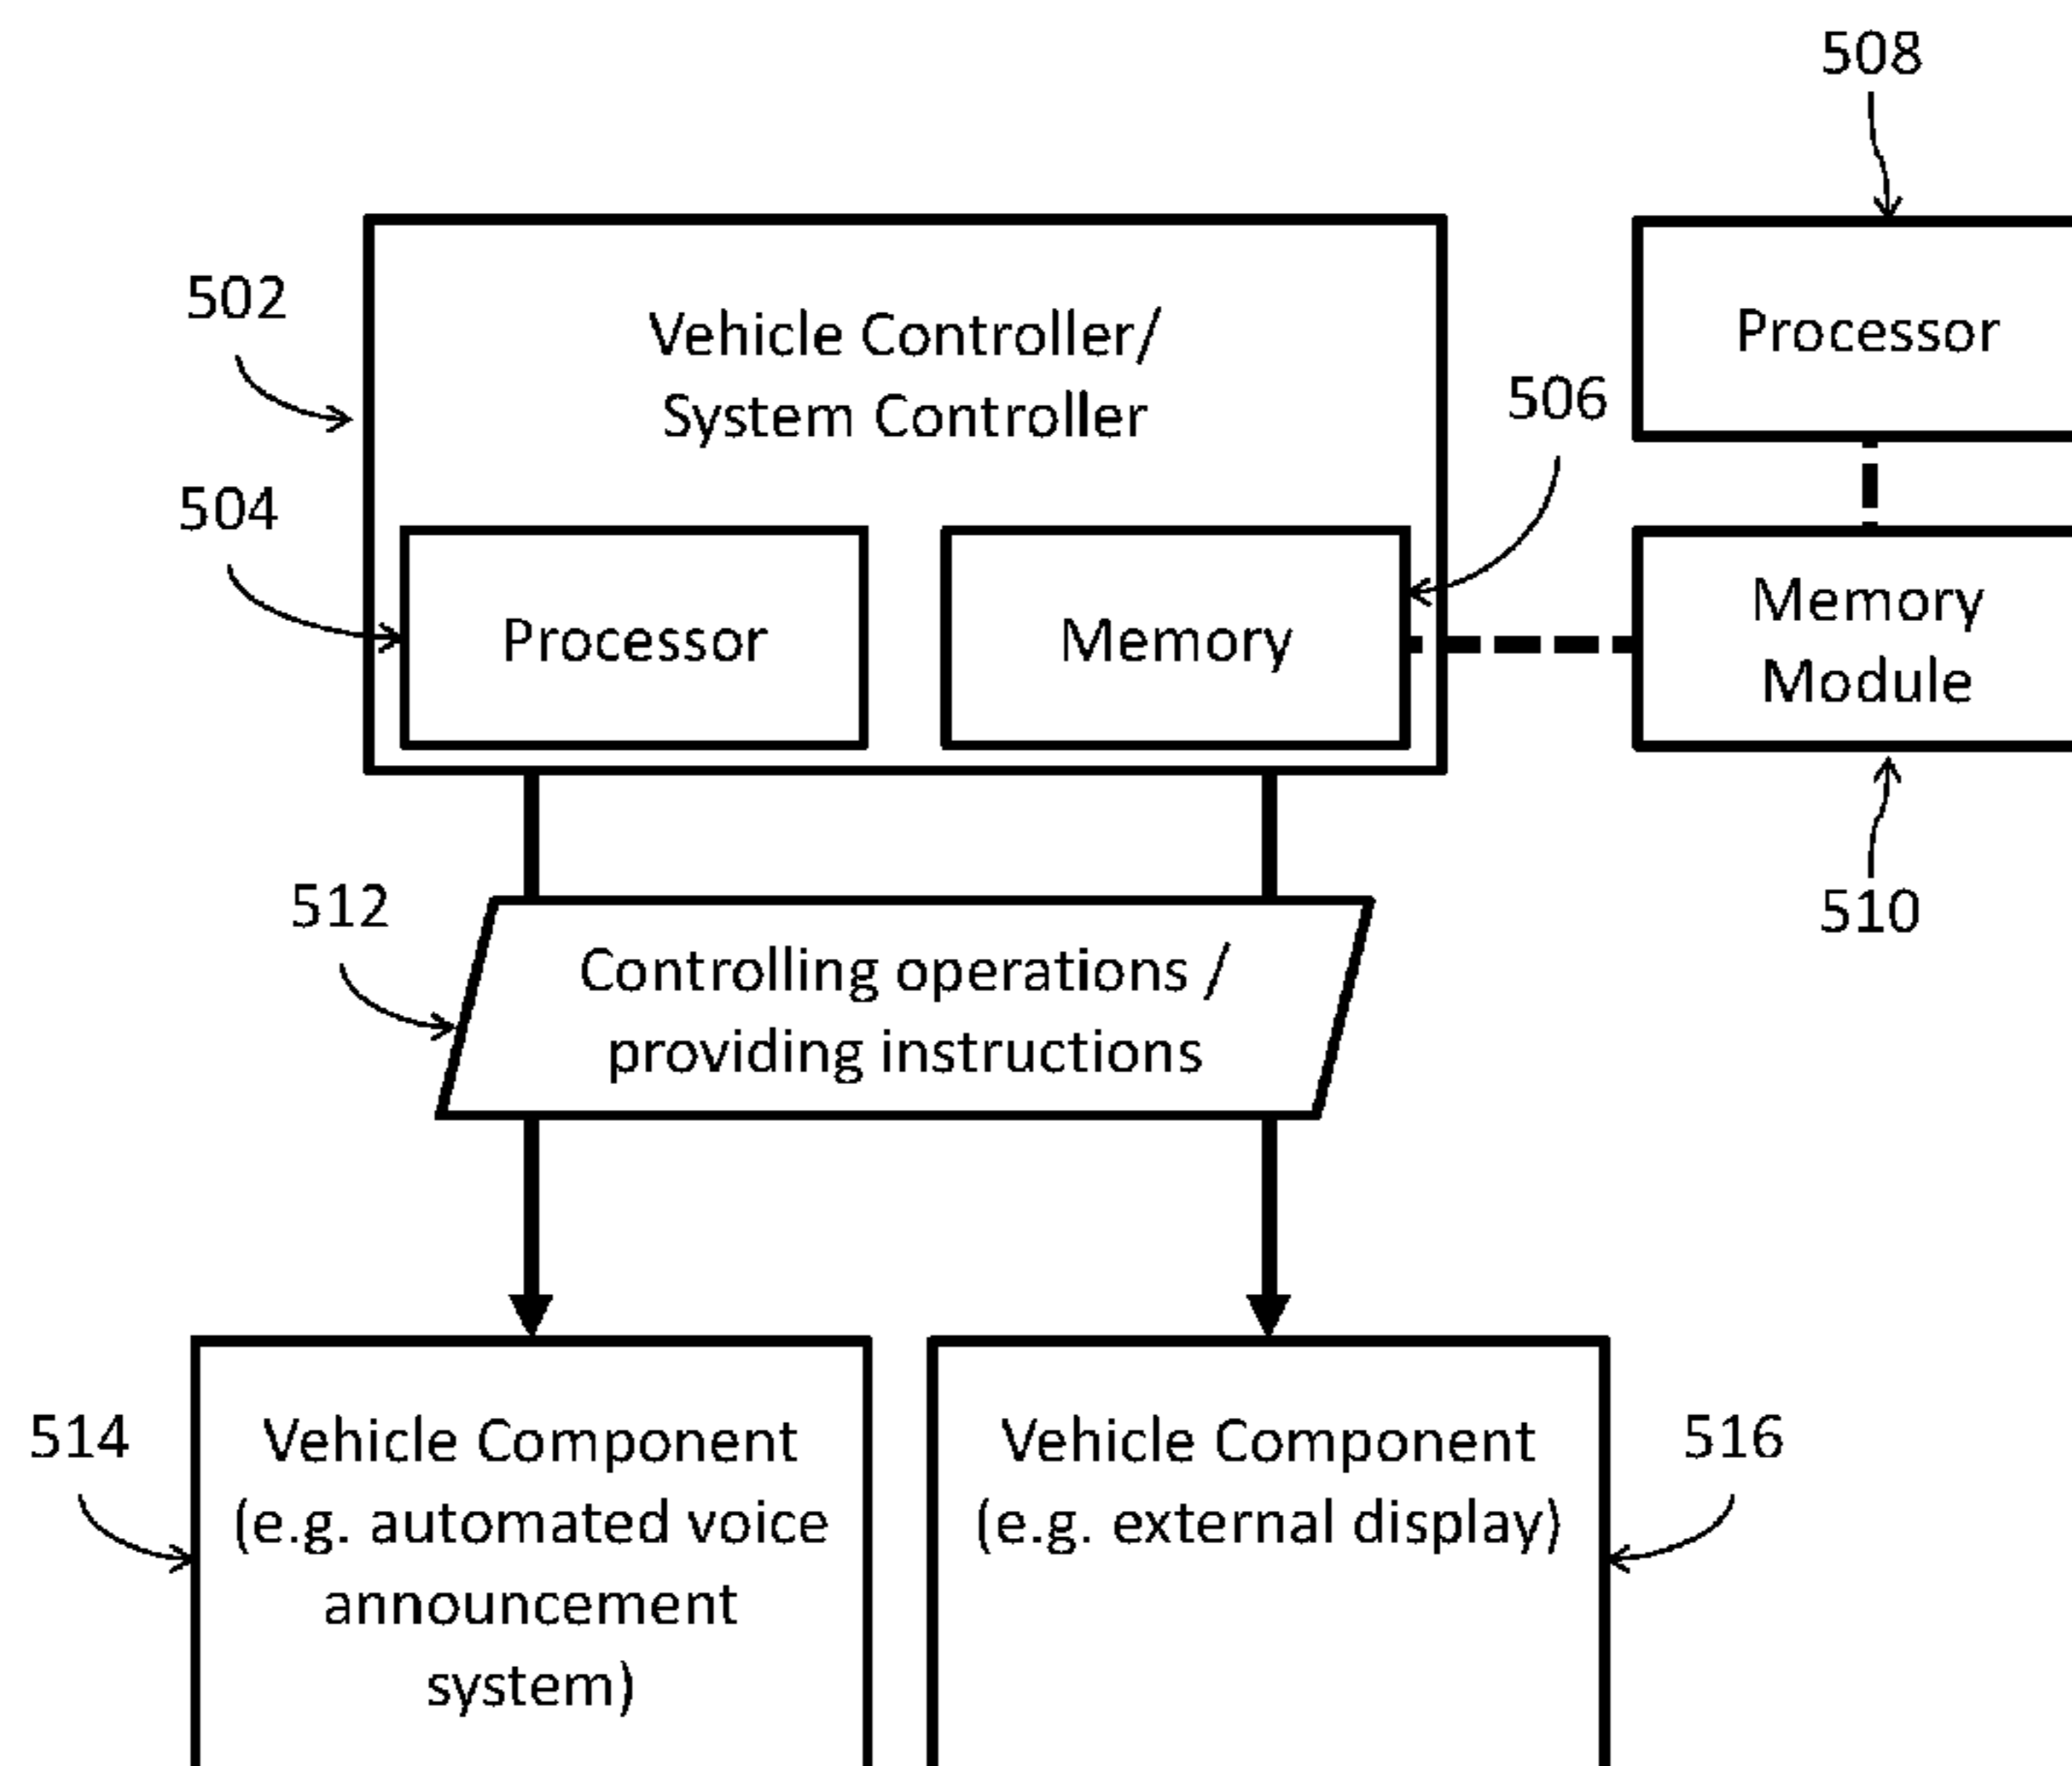 508
502
Vehicle Controller/
System Controller
Processor
506
504
Processor
Memory
Memory
Module
512
510
Controlling operations /
providing instructions
514
Vehicle Component
(e.g. automated voice
announcement
system)
Vehicle Component
(e.g. external display)
516